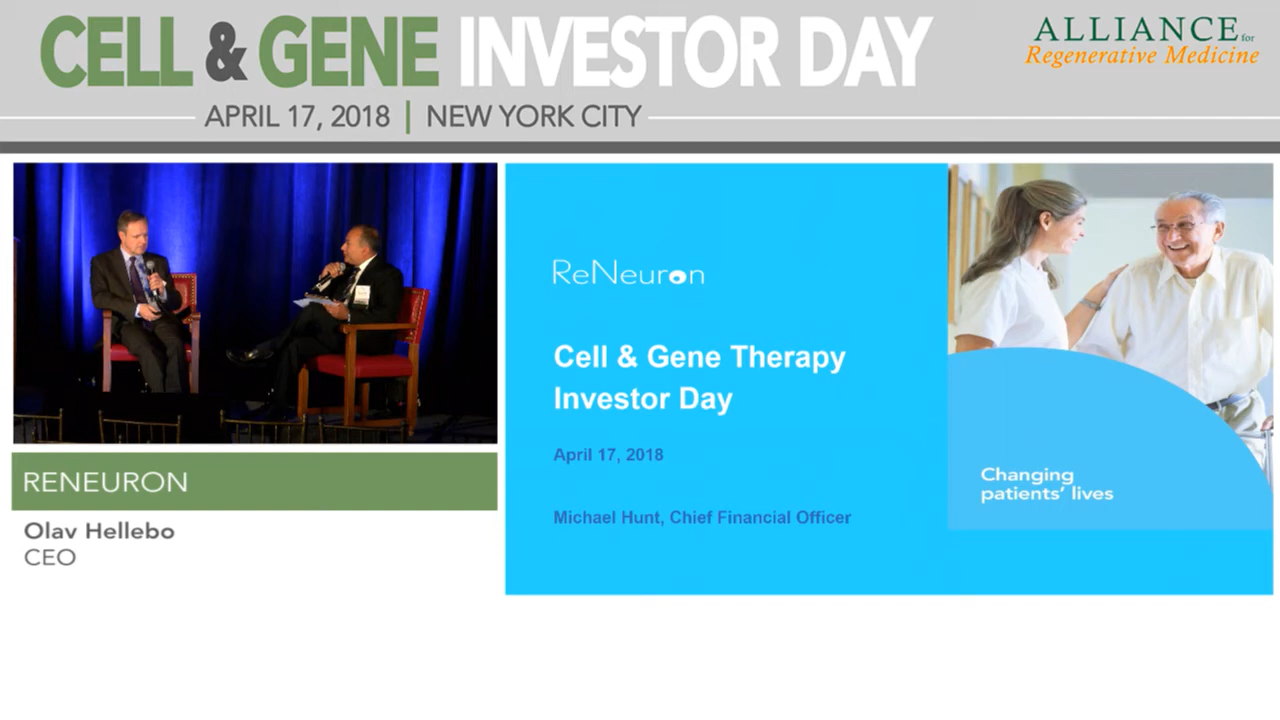 CELL & GENE INVESTOR DAY
APRIL 17, 2018 | NEW YORK CITY
ALLIANCE for
Regenerative Medicine
RENEURON
Olav Hellebo
CEO
ReNeuron
Cell & Gene Therapy
Investor Day
April 17, 2018
Michael Hunt, Chief Financial Officer
Changing
patients' lives